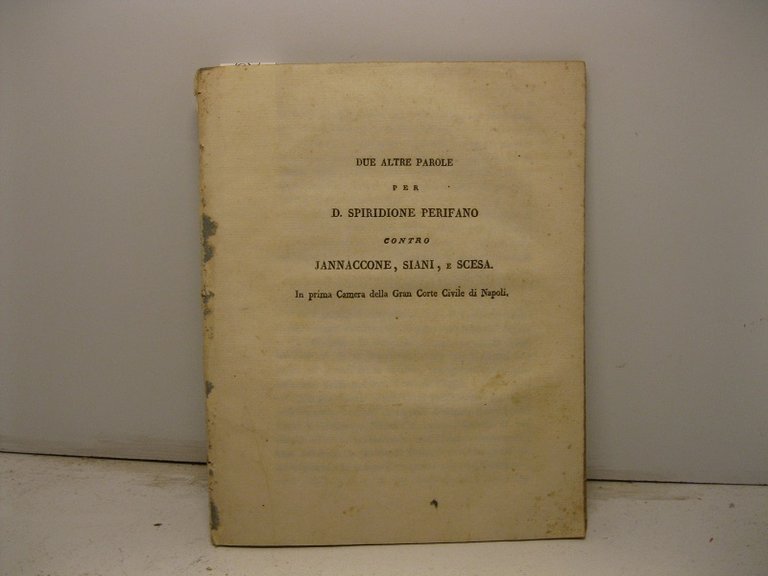 DUE ALTRE PAROLE
PER
D. SPIRIDIONE PERIFANO
CONTRO
JANNACCONE, SIANI, E SCESA.
In prima Camera della Gran Corte Civile di Napoli.